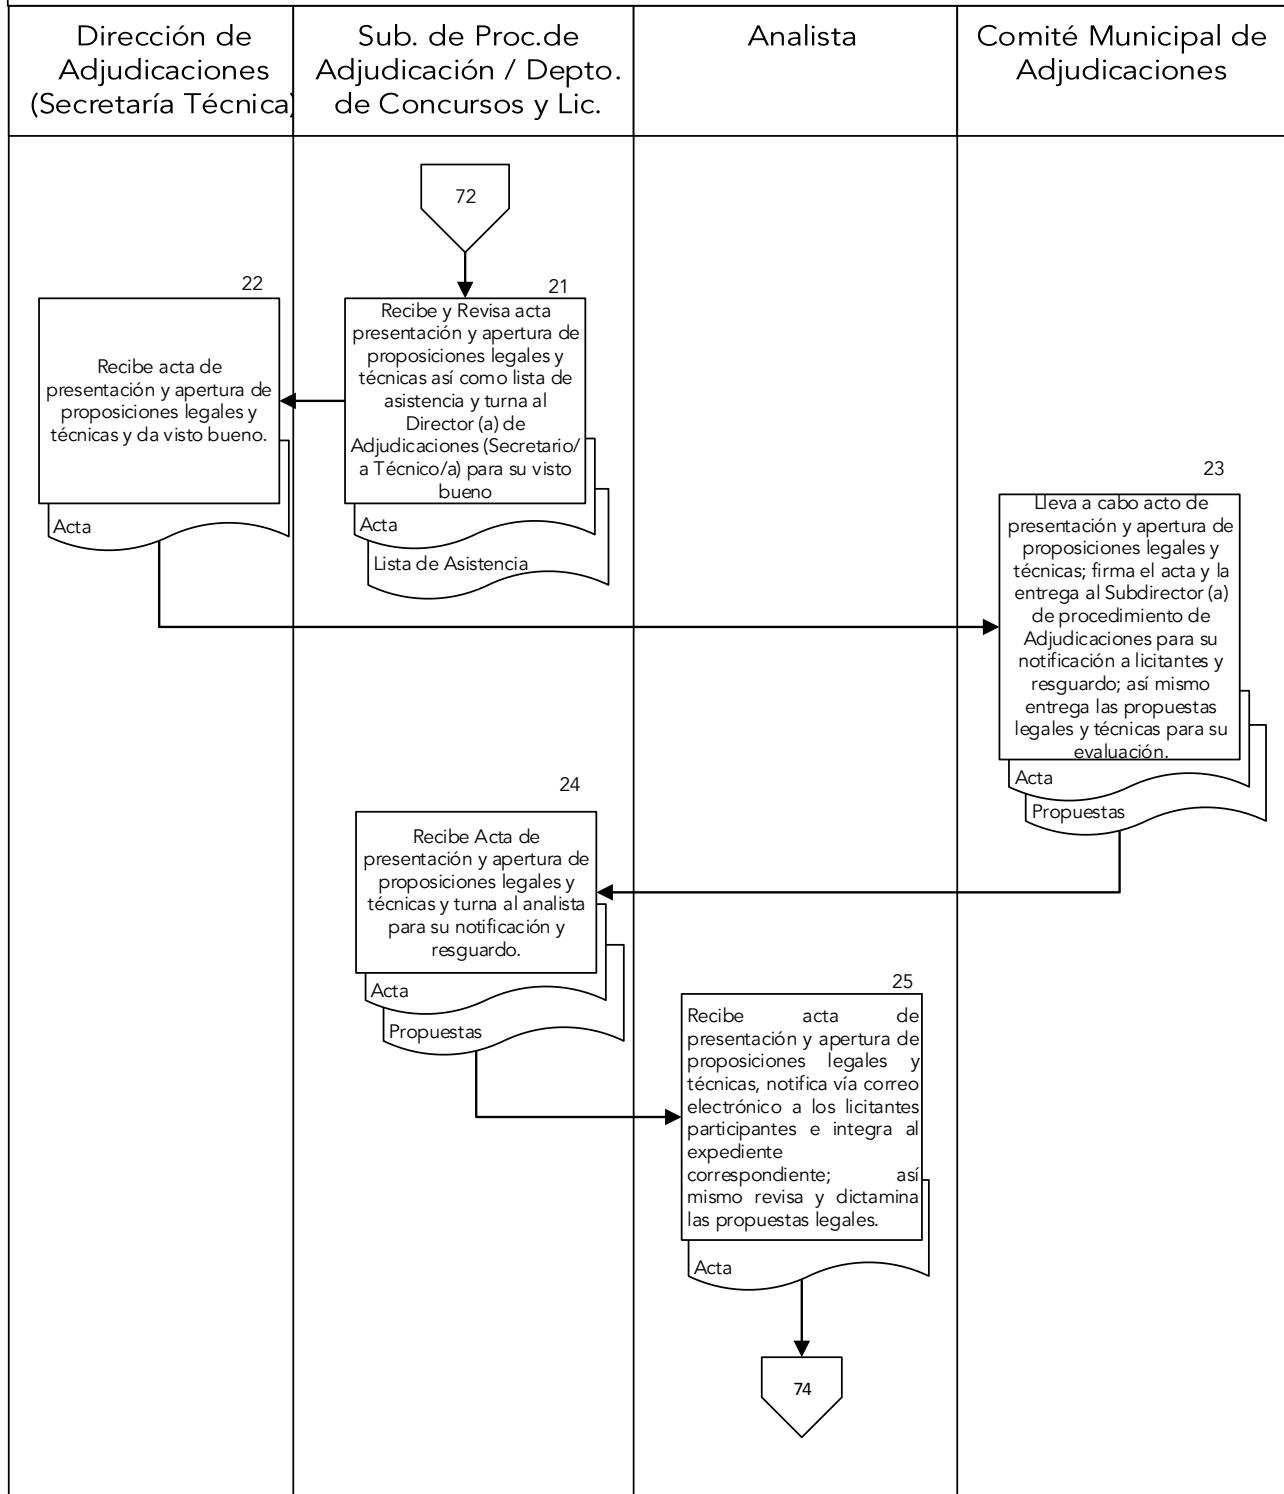 Dirección de
Adjudicaciones
(Secretaría Técnica)
Sub. de Proc.de
Adjudicación / Depto.
de Concursos y Lic.
Analista
Comité Municipal de
Adjudicaciones
72
21
Recibe y Revisa acta
presentación y apertura de
proposiciones legales y
técnicas así como lista de
asistencia y turna al
Director (a) de
Adjudicaciones (Secretario/
a Técnico/a) para su visto
bueno
Acta
Lista de Asistencia
22
Recibe acta de
presentación y apertura de
proposiciones legales y
técnicas y da visto bueno.
Acta
23
Lleva a cabo acto de
presentación y apertura de
proposiciones legales y
técnicas; firma el acta y la
entrega al Subdirector (a)
de procedimiento de
Adjudicaciones para su
notificación a licitantes y
resguardo; así mismo
entrega las propuestas
legales y técnicas para su
evaluación.
Acta
Propuestas
24
Recibe Acta de
presentación y apertura de
proposiciones legales y
técnicas y turna al analista
para su notificación y
resguardo.
Acta
Propuestas
25
Recibe acta de
presentación y apertura de
proposiciones legales y
técnicas, notifica vía correo
electrónico a los licitantes
participantes e integra al
expediente
correspondiente; así
mismo revisa y dictamina
las propuestas legales.
Acta
74